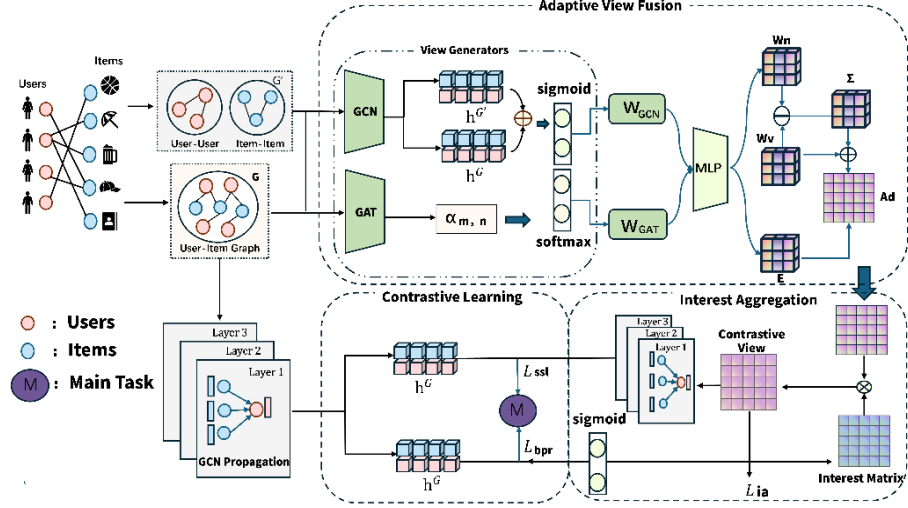 Adaptive View Fusion
Users
Items
G'
User-User
Item-Item
G
User-Item Graph
View Generators
GCN
h^G'
h^G
sigmoid
GAT
α m, n
softmax
W GCN
W GAT
MLP
Wn
Wv
Σ
Ad
E
: Users
: Items
M : Main Task
Layer 3
Layer 2
Layer 1
GCN Propagation
Contrastive Learning
h^G
L ssl
M
L bpr
h^G
sigmoid
Interest Aggregation
Layer 3
Layer 2
Layer 1
Contrastive
View
Interest Matrix
L ia